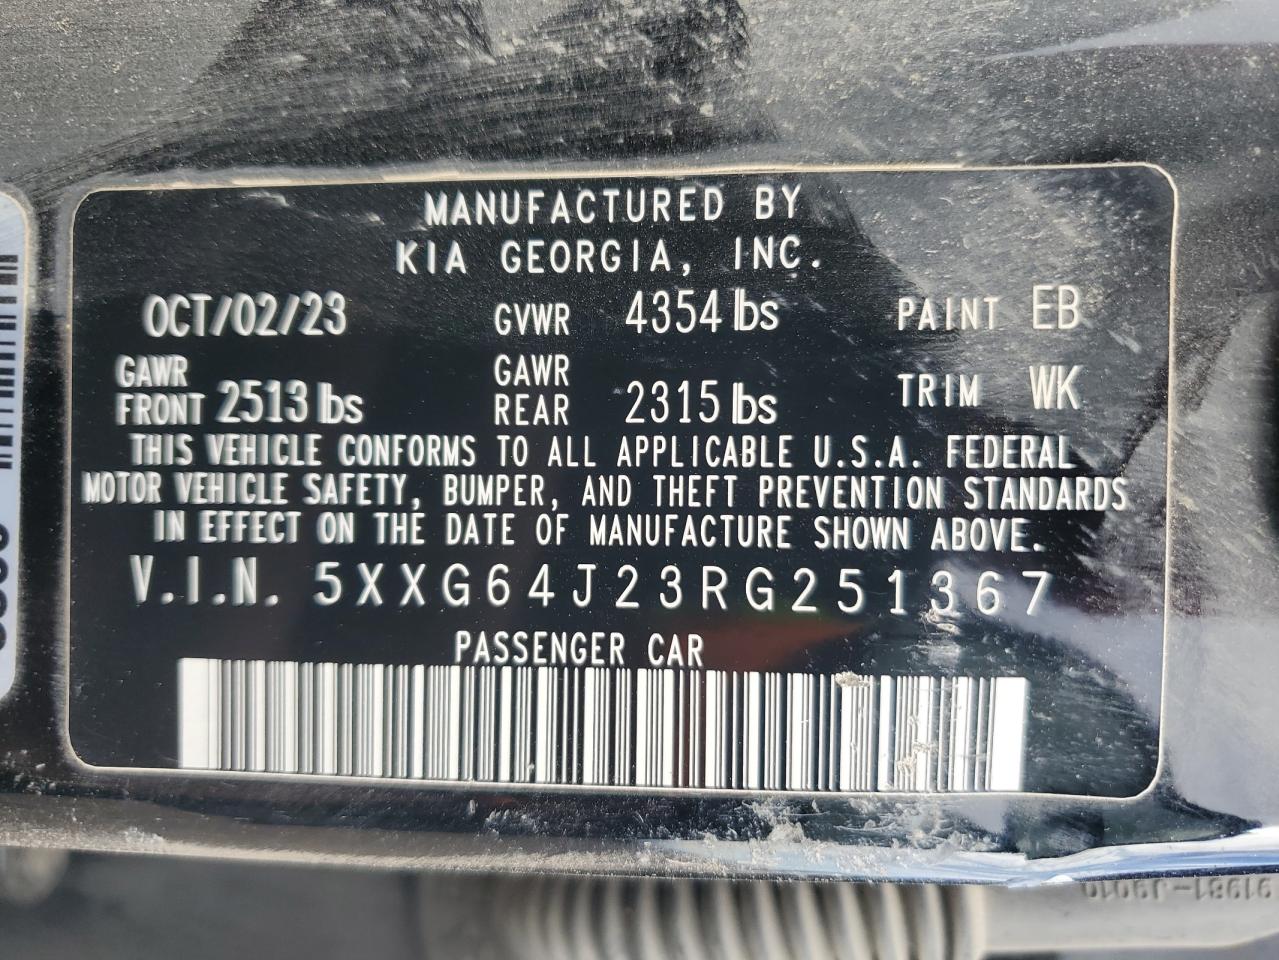 MANUFACTURED BY
KIA GEORGIA, INC.
OCT/02/23 GVWR 4354 lbs PAINT EB
GAWR FRONT 2513 lbs GAWR REAR 2315 lbs TRIM WK
THIS VEHICLE CONFORMS TO ALL APPLICABLE U.S.A. FEDERAL
MOTOR VEHICLE SAFETY, BUMPER, AND THEFT PREVENTION STANDARDS
IN EFFECT ON THE DATE OF MANUFACTURE SHOWN ABOVE.
V.I.N. 5XXG64J23RG251367
PASSENGER CAR
91981-J9010